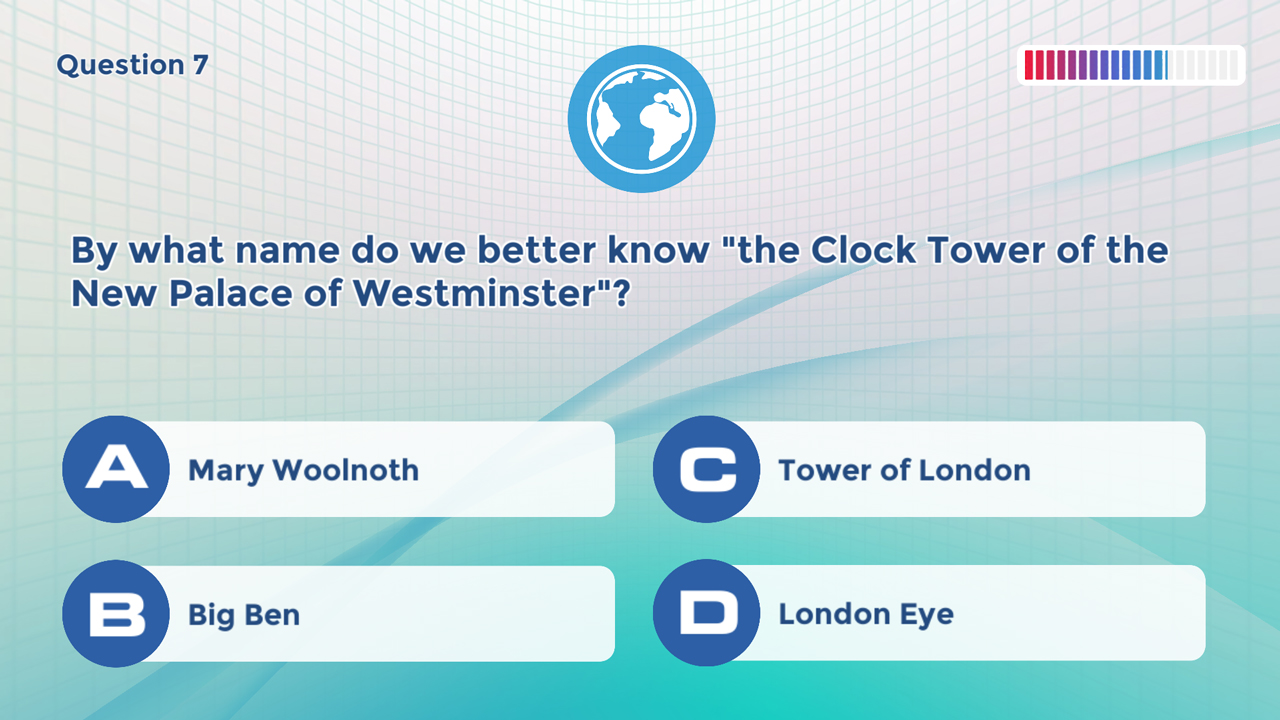 Question 7
By what name do we better know "the Clock Tower of the
New Palace of Westminster"?
A Mary Woolnoth
B Big Ben
C Tower of London
D London Eye